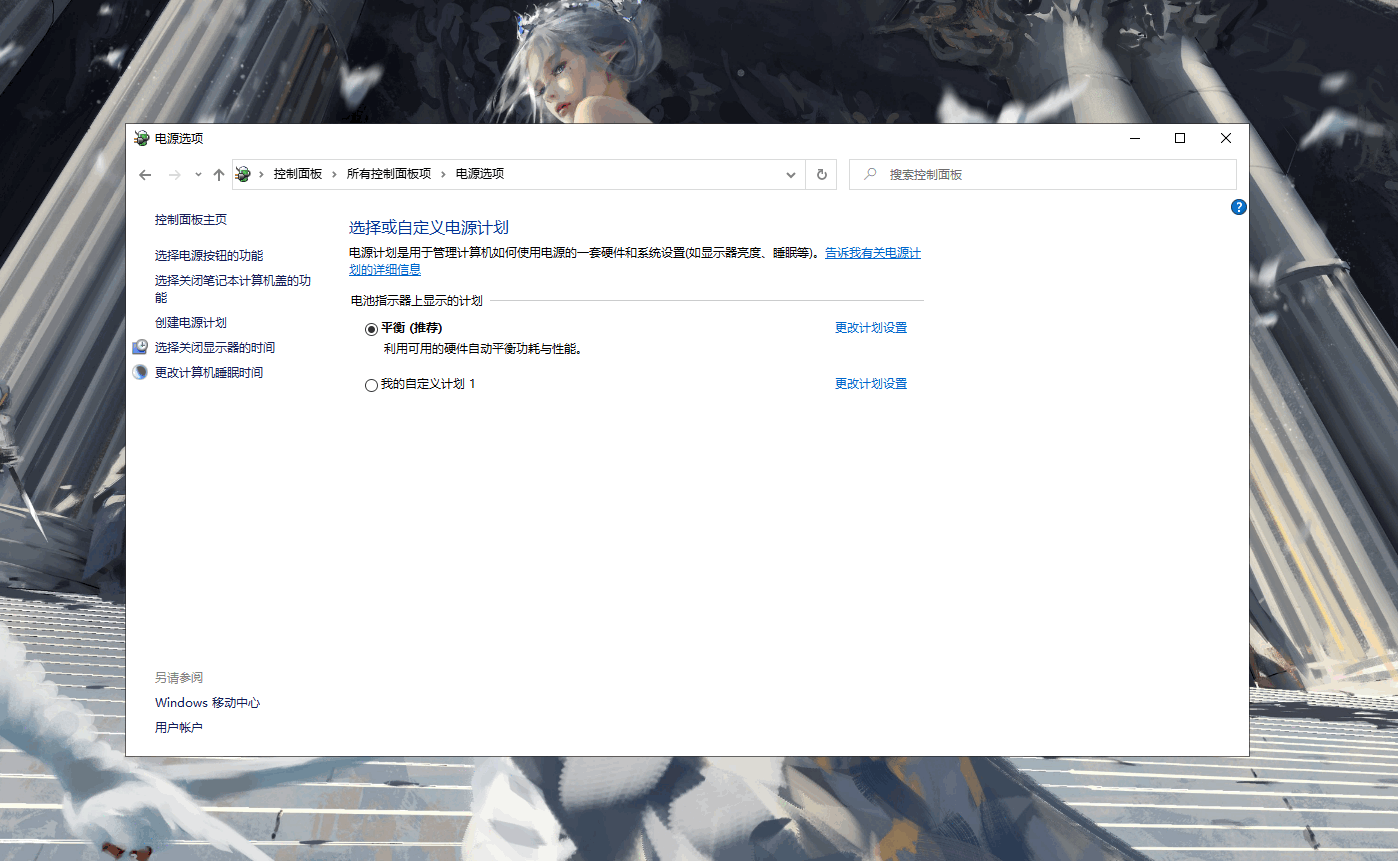 电源选项
控制面板 所有控制面板项 电源选项
搜索控制面板
控制面板主页
选择电源按钮的功能
选择关闭笔记本计算机盖的功
能
创建电源计划
选择关闭显示器的时间
更改计算机睡眠时间
选择或自定义电源计划
电源计划是用于管理计算机如何使用电源的一套硬件和系统设置(如显示器亮度、睡眠等)。告诉我有关电源计
划的详细信息
电池指示器上显示的计划
平衡 (推荐) 更改计划设置
利用可用的硬件自动平衡功耗与性能。
我的自定义计划 1 更改计划设置
另请参阅
Windows 移动中心
用户帐户